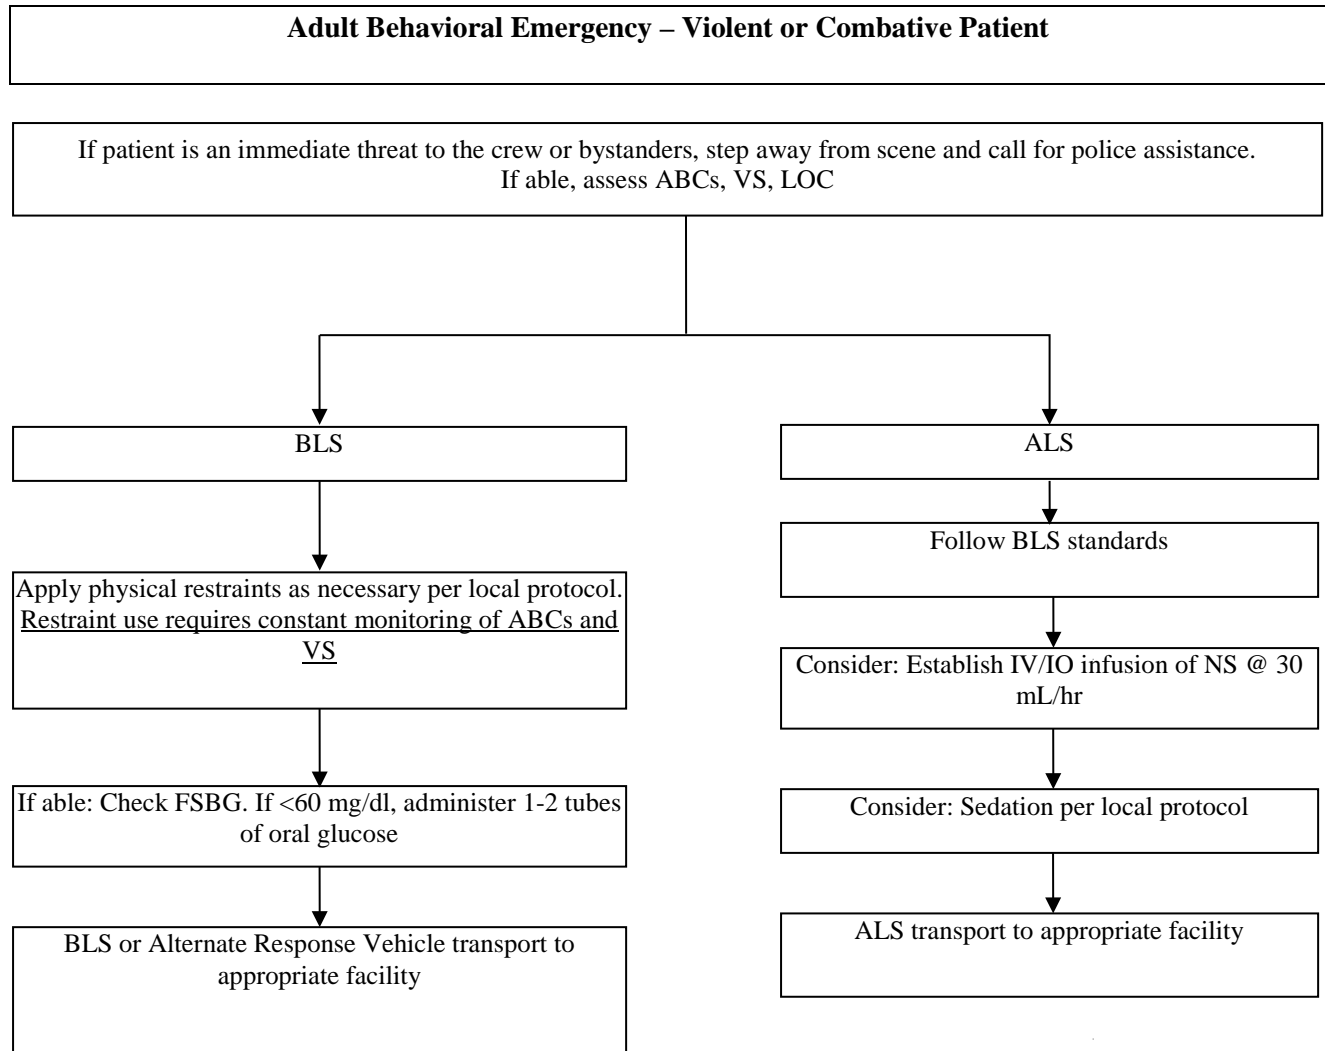 Adult Behavioral Emergency – Violent or Combative Patient
If patient is an immediate threat to the crew or bystanders, step away from scene and call for police assistance.
If able, assess ABCs, VS, LOC
BLS
Apply physical restraints as necessary per local protocol.
Restraint use requires constant monitoring of ABCs and
VS
If able: Check FSBG. If <60 mg/dl, administer 1-2 tubes
of oral glucose
BLS or Alternate Response Vehicle transport to
appropriate facility
ALS
Follow BLS standards
Consider: Establish IV/IO infusion of NS @ 30
mL/hr
Consider: Sedation per local protocol
ALS transport to appropriate facility